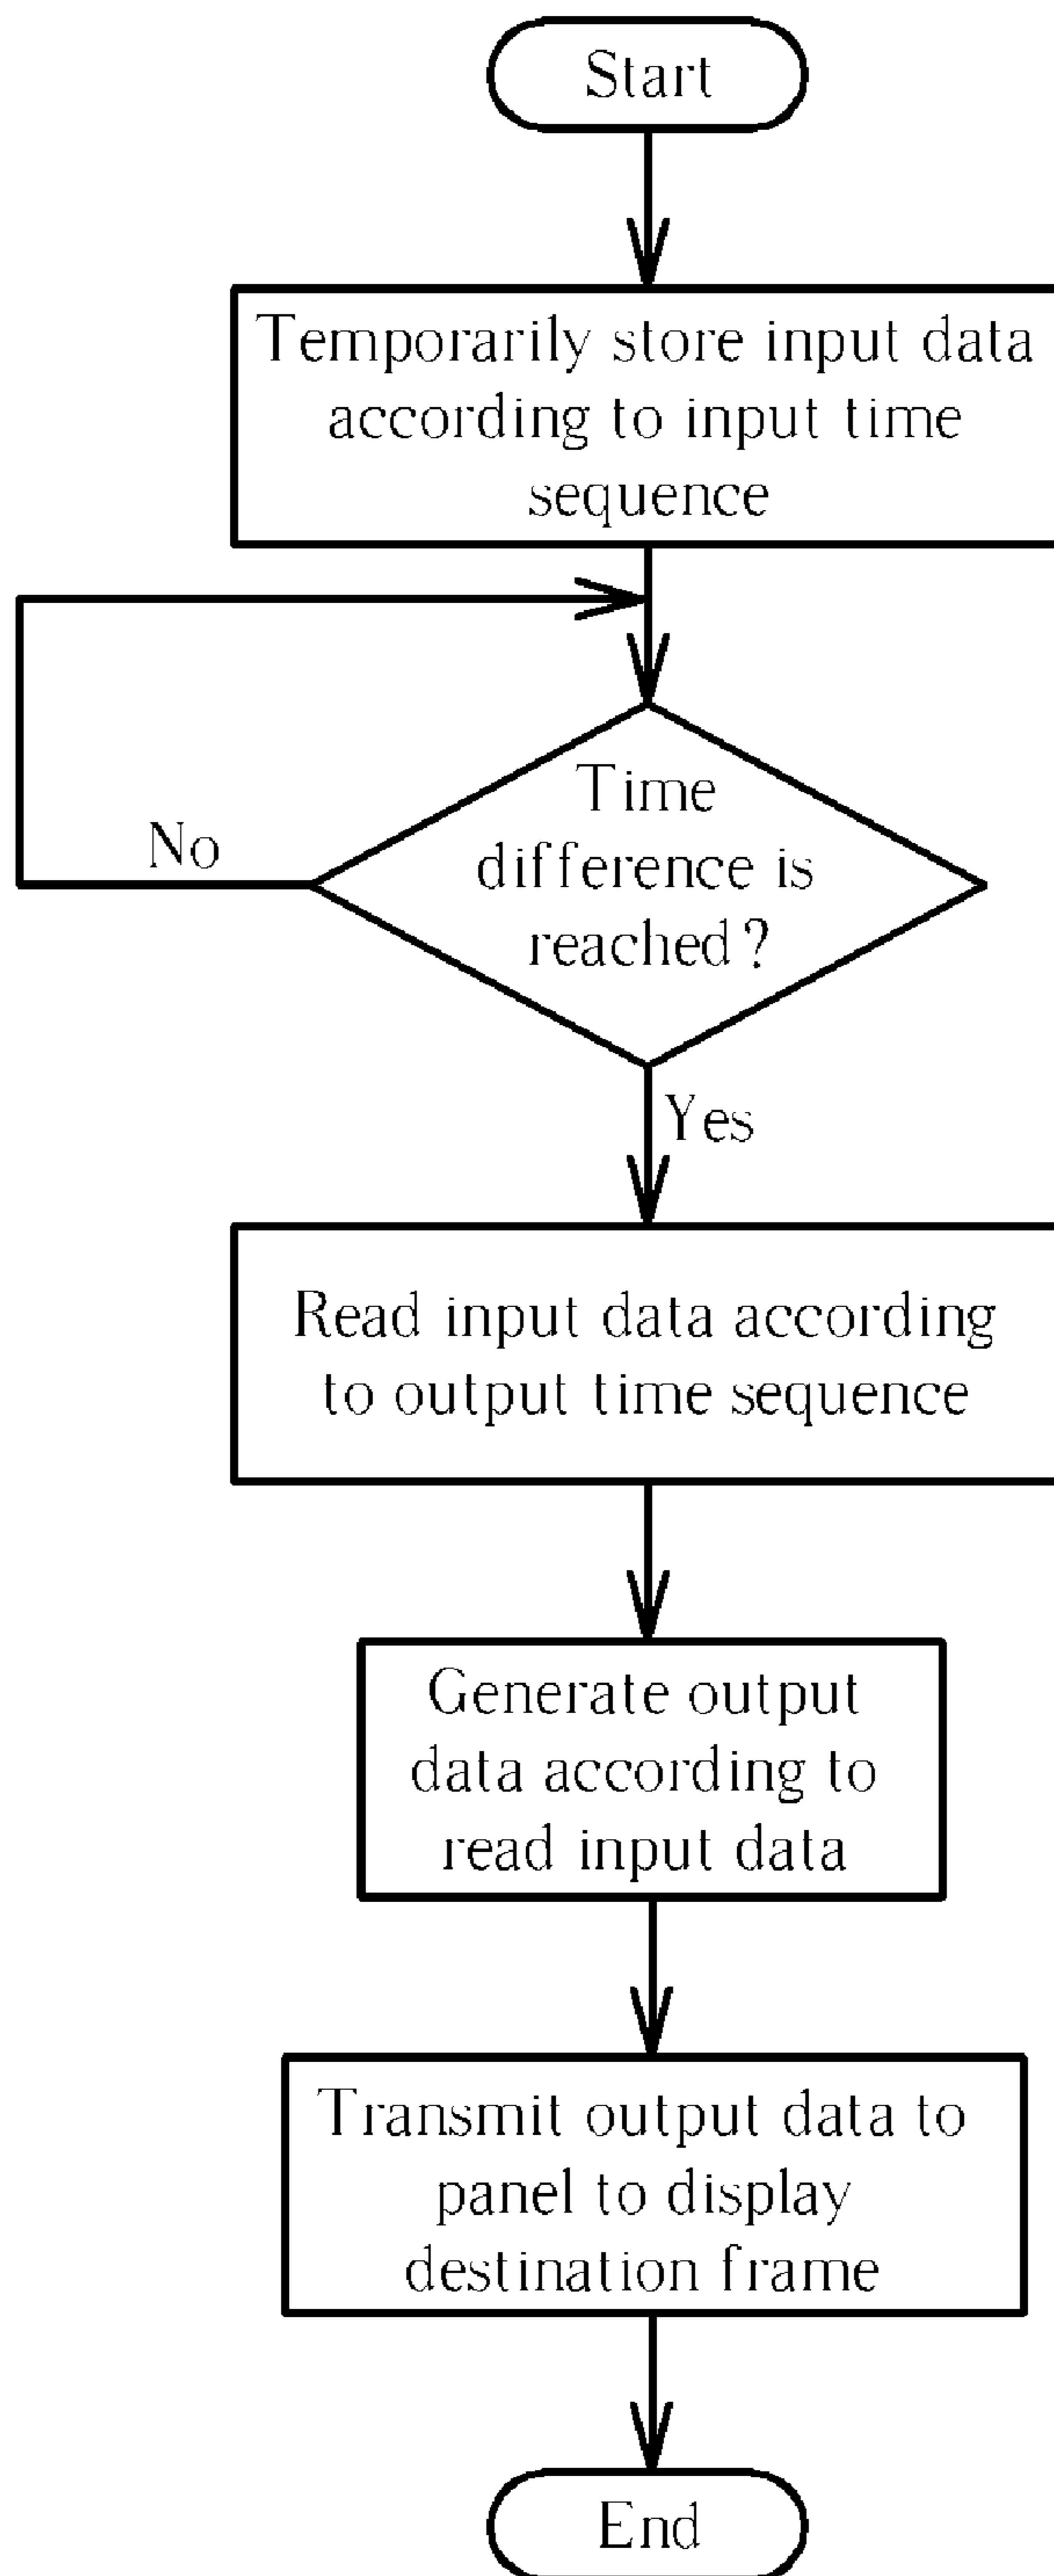 Start
Temporarily store input data
according to input time
sequence
No
Time
difference is
reached?
Yes
Read input data according
to output time sequence
Generate output
data according to
read input data
Transmit output data to
panel to display
destination frame
End